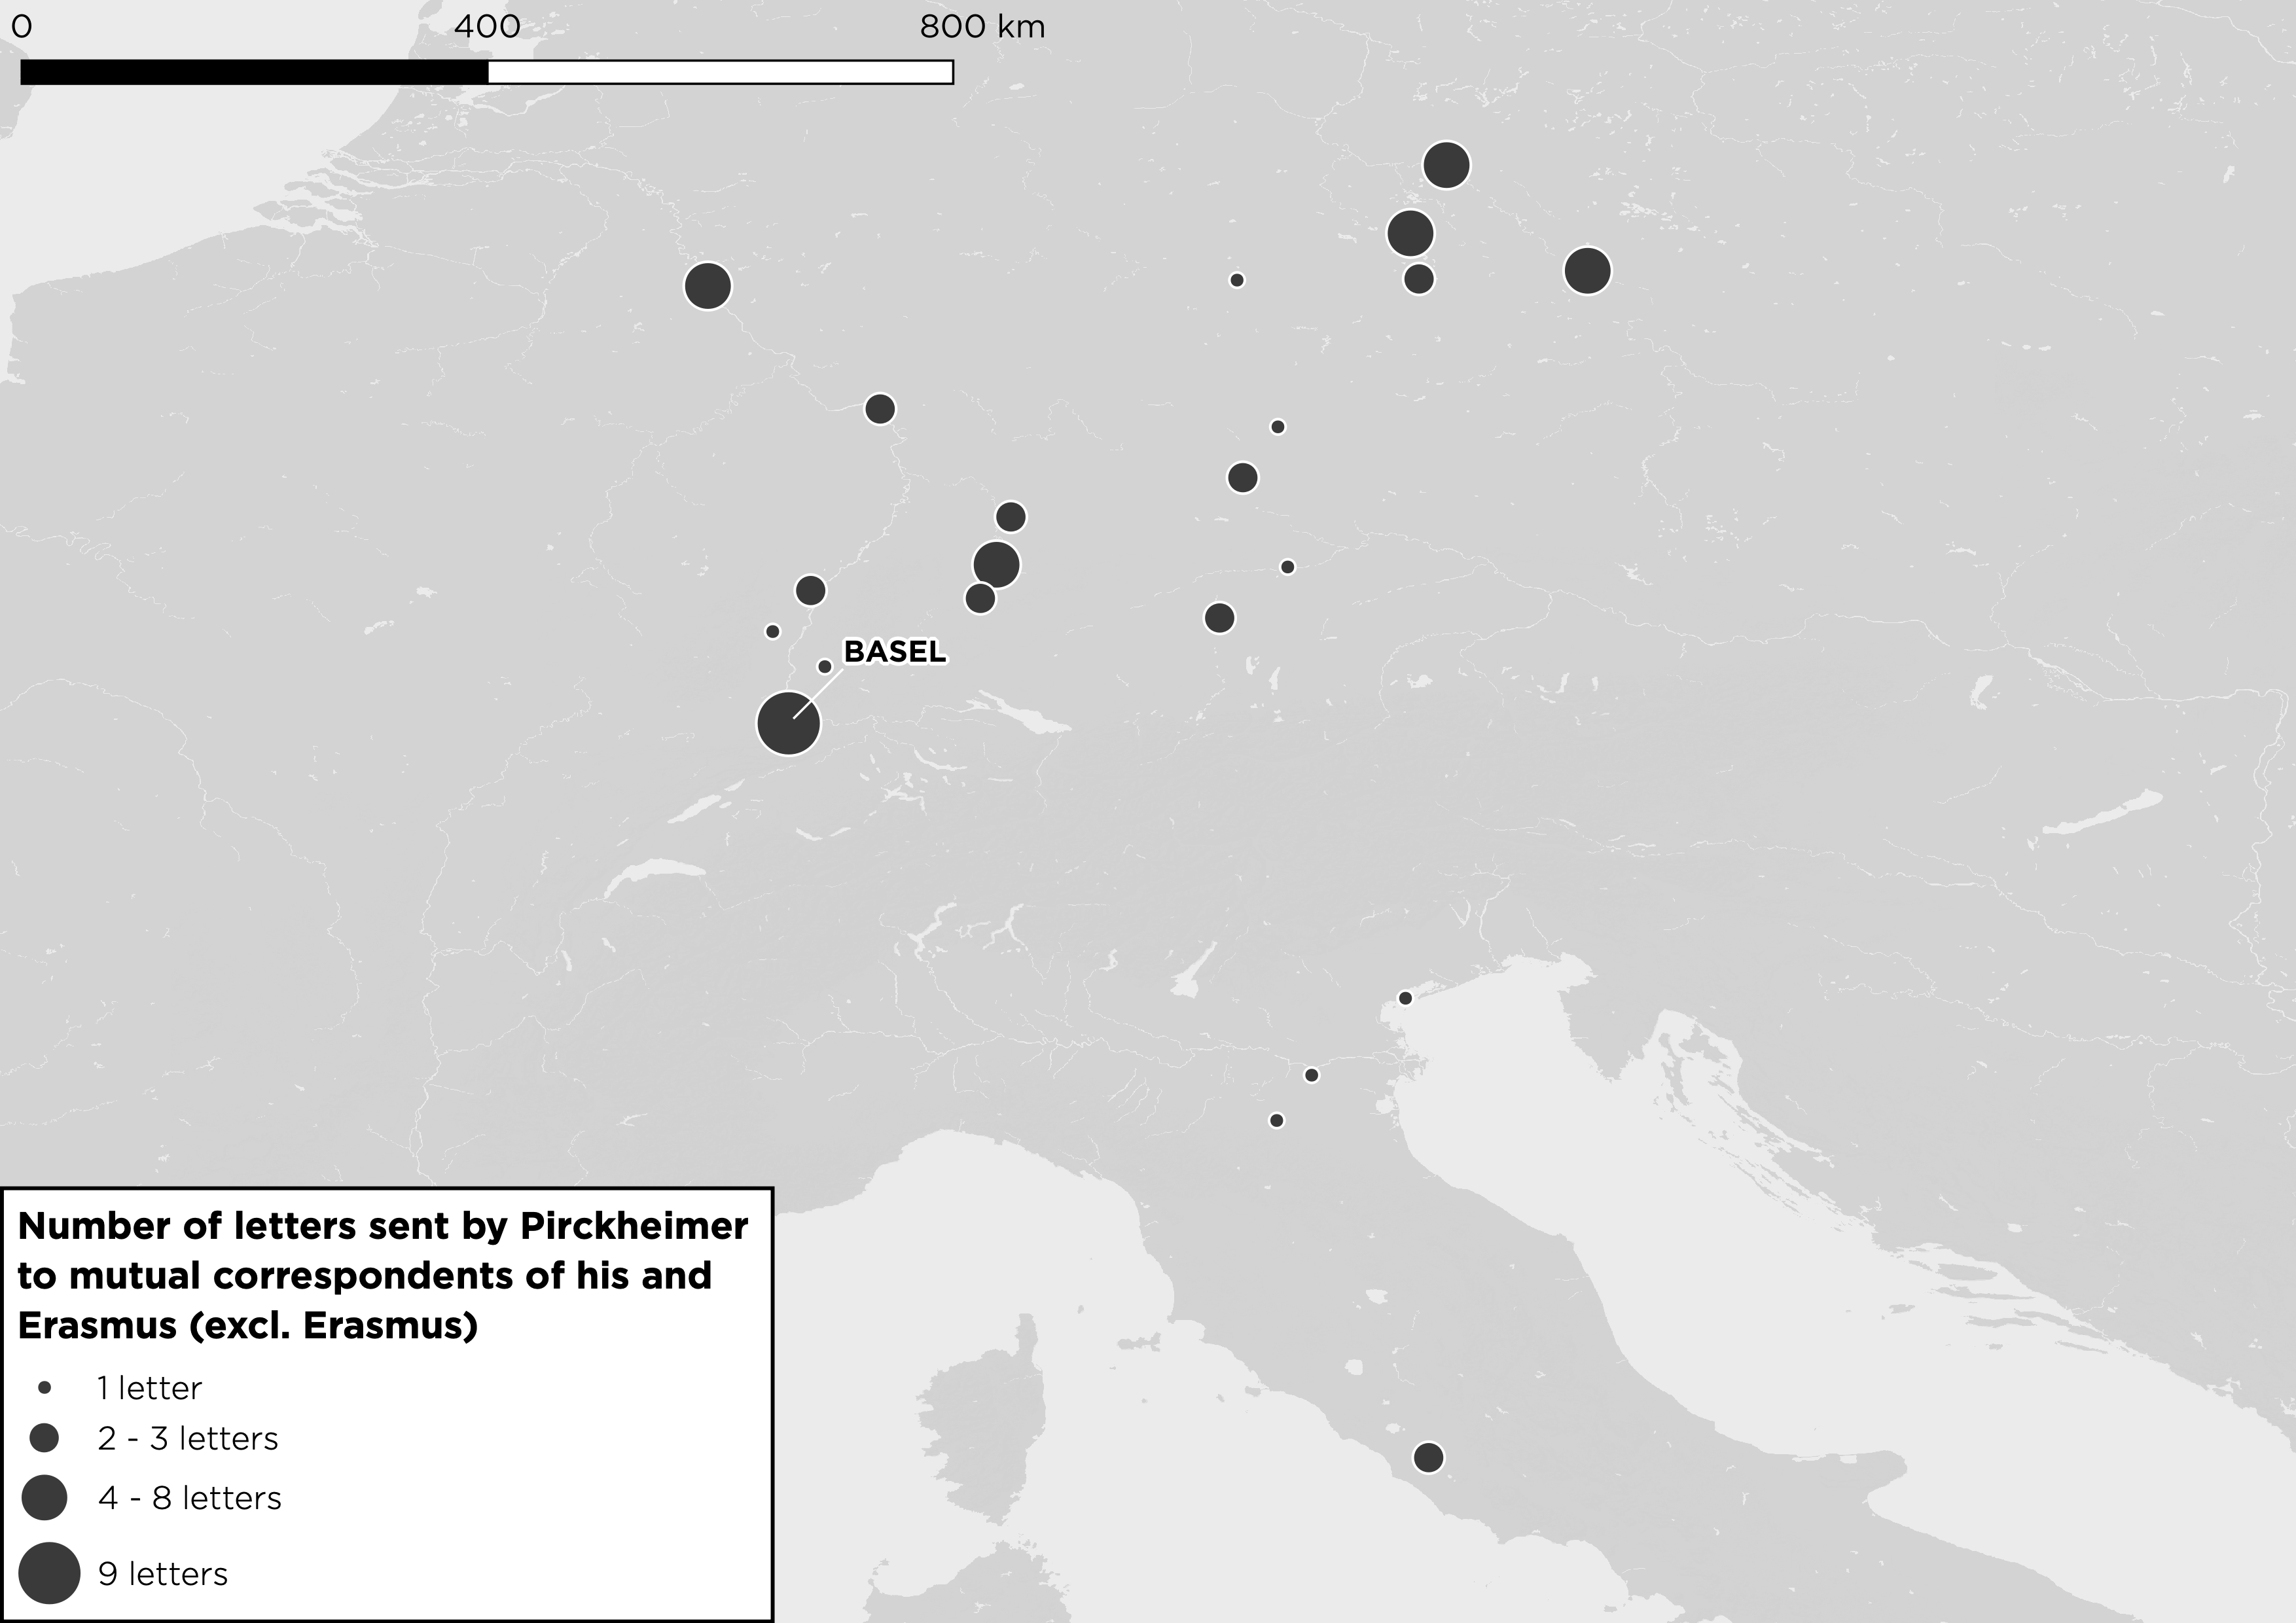 0 400 800 km
BASEL
Number of letters sent by Pirckheimer
to mutual correspondents of his and
Erasmus (excl. Erasmus)
1 letter
2 - 3 letters
4 - 8 letters
9 letters